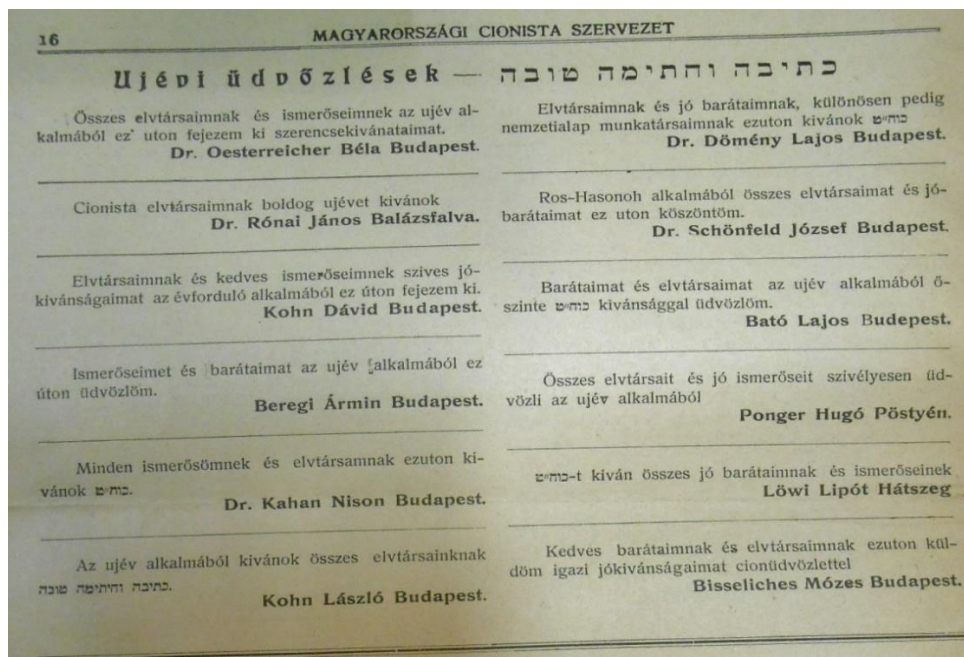 16
MAGYARORSZÁGI CIONISTA SZERVEZET
Ujévi üdvőzlések — כתיבה וחתימה טובה
Összes elvtársaimnak és ismerőseimnek az ujév al-
kalmából ez uton fejezem ki szerencsekivánataimat.
Dr. Oesterreicher Béla Budapest.
Cionista elvtársaimnak boldog ujévet kivánok
Dr. Rónai János Balázsfalva.
Elvtársaimnak és kedves ismerőseimnek szives jó-
kivánságaimat az évforduló alkalmából ez úton fejezem ki.
Kohn Dávid Budapest.
Ismerőseimet és barátaimat az ujév alkalmából ez
úton üdvözlöm.
Beregi Ármin Budapest.
Minden ismerősömnek és elvtársamnak ezuton ki-
vánok כוח״ט.
Dr. Kahan Nison Budapest.
Az ujév alkalmából kivánok összes elvtársainknak
כתיבה וחיתימה טובה.
Kohn László Budapest.
Elvtársaimnak és jó barátaimnak, különösen pedig
nemzetialap munkatársaimnak ezuton kivánok כוח״ט
Dr. Dömény Lajos Budapest.
Ros-Hasonoh alkalmából összes elvtársaimat és jó-
barátaimat ez uton köszöntöm.
Dr. Schönfeld József Budapest.
Barátaimat és elvtársaimat az ujév alkalmából ő-
szinte כוח״ט kivánsággal üdvözlöm.
Bató Lajos Budepest.
Összes elvtársait és jó ismerőseit szivélyesen üd-
vözli az ujév alkalmából
Ponger Hugó Pöstyén.
כוח״ט-t kiván összes jó barátaimnak és ismerőseinek
Löwi Lipót Hátszeg
Kedves barátaimnak és elvtársaimnak ezuton kül-
döm igazi jókivánságaimat cionüdvözlettel
Bisseliches Mózes Budapest.